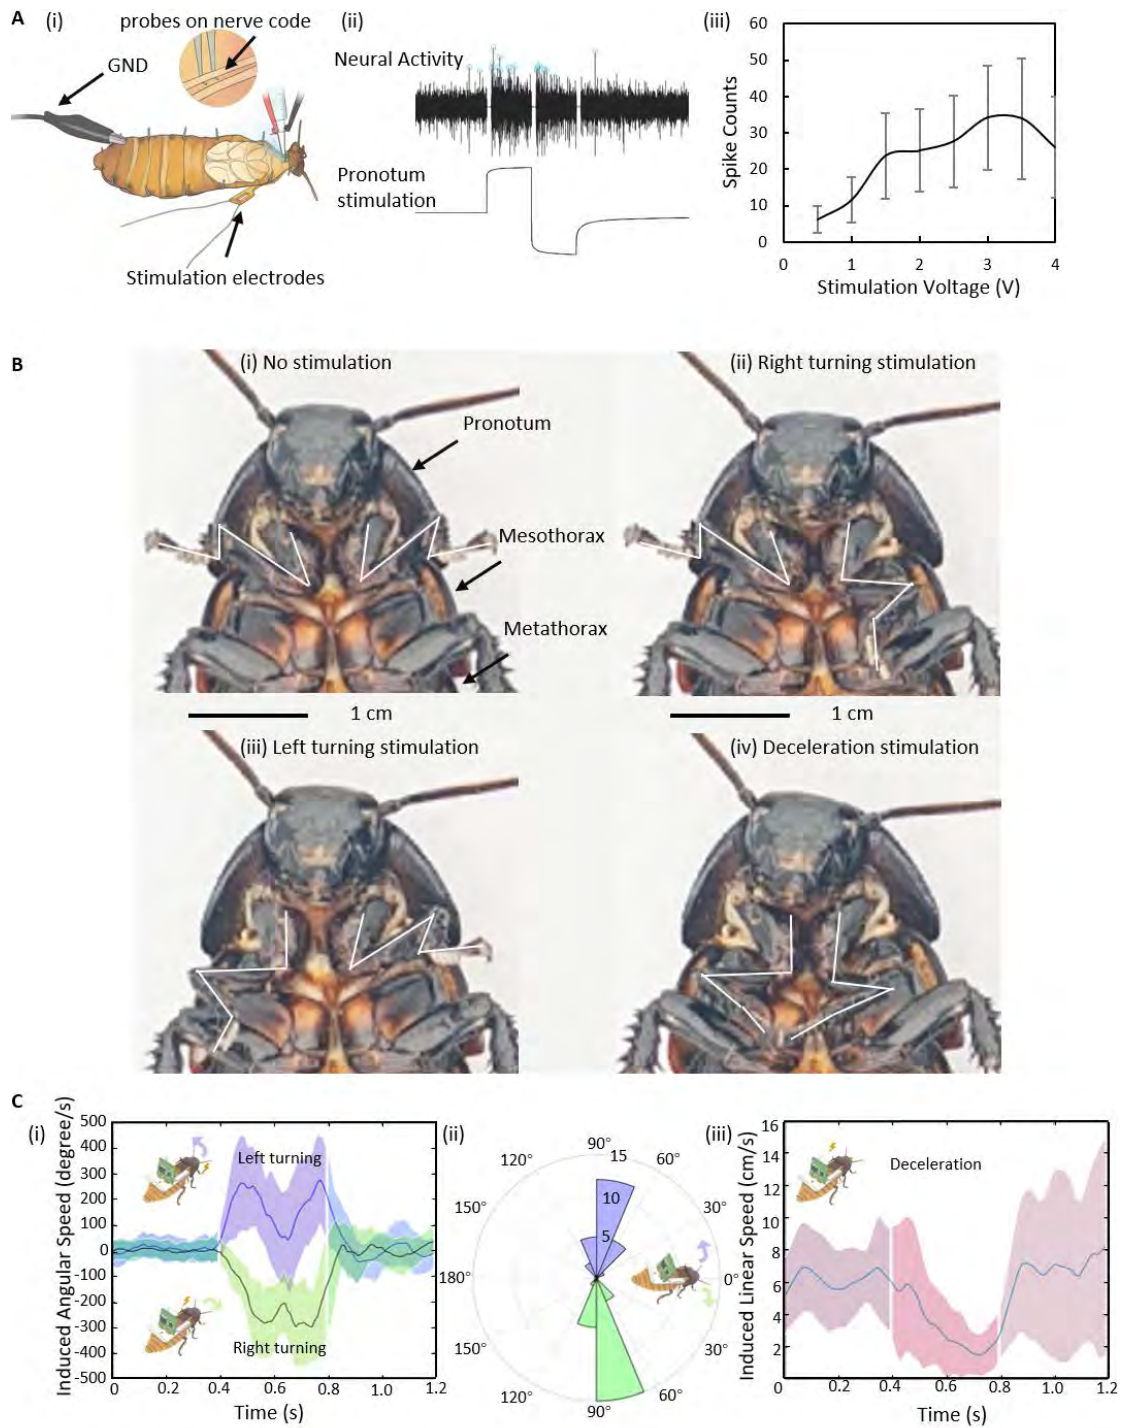 A
(i)
probes on nerve code
GND
Stimulation electrodes
(ii)
Neural Activity
Pronotum
stimulation
(iii)
Spike Counts
60
50
40
30
20
10
0
0 1 2 3 4
Stimulation Voltage (V)
B
(i) No stimulation
Pronotum
Mesothorax
Metathorax
1 cm
(ii) Right turning stimulation
1 cm
(iii) Left turning stimulation
(iv) Deceleration stimulation
C
(i)
Induced Angular Speed (degree/s)
500
400
300
200
100
0
-100
-200
-300
-400
-500
Left turning
Right turning
0 0.2 0.4 0.6 0.8 1.0 1.2
Time (s)
(ii)
90°
15
120° 60°
10
150° 30°
5
180° 0°
150° 30°
120° 60°
90°
(iii)
Induced Linear Speed (cm/s)
16
14
12
10
8
6
4
2
Deceleration
0 0.2 0.4 0.6 0.8 1.0 1.2
Time (s)